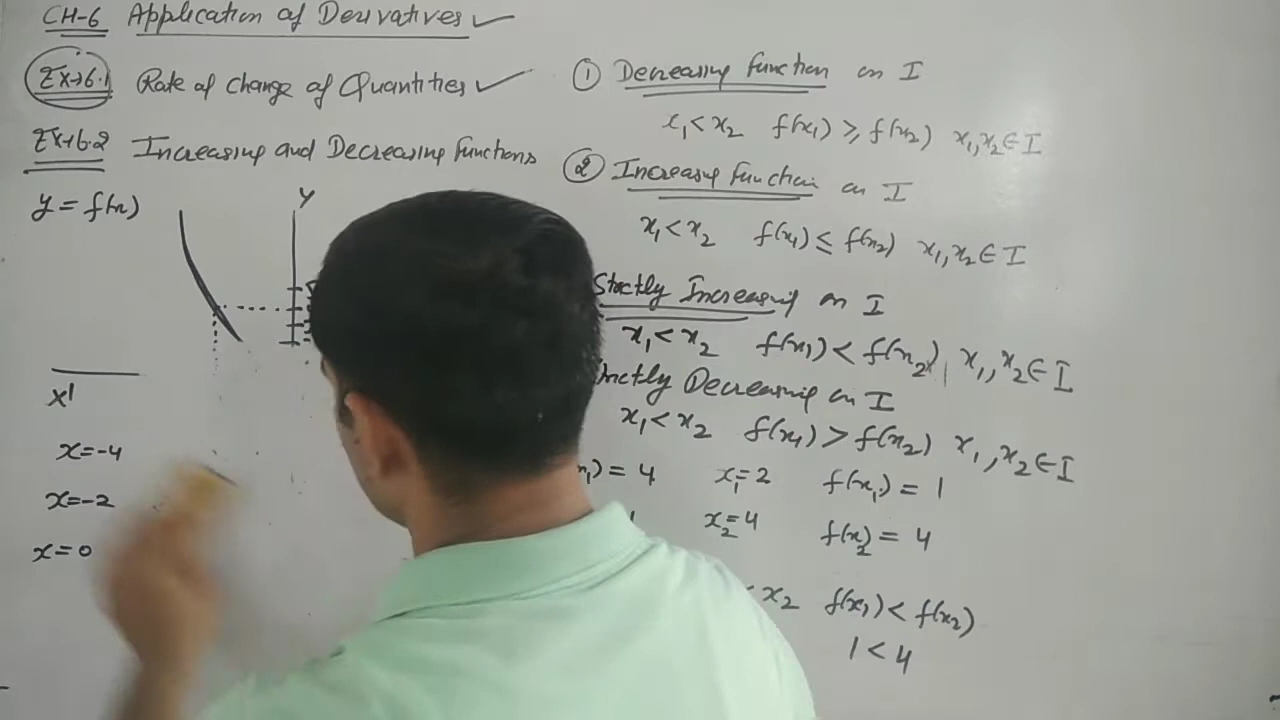 CH-6 Application of Derivatives ✓
Ex→6.1 Rate of Change of Quantities ✓
Ex→6.2 Increasing and Decreasing Functions
y = f(x)
Y
X'
x=-4
x=-2
x=0
① Decreasing function on I
x₁< x₂ f(x₁) ≥ f(x₂) x₁,x₂∈I
② Increasing function on I
x₁< x₂ f(x₁) ≤ f(x₂) x₁,x₂∈I
Strictly Increasing on I
x₁< x₂ f(x₁) < f(x₂), x₁,x₂∈I
Decreasing on I
x₁< x₂ f(x₁) > f(x₂) x₁,x₂∈I
x₁) = 4 x₁=2 f(x₁) = 1
x₂=4 f(x₂) = 4
< x₂ f(x₁) < f(x₂)
1 < 4